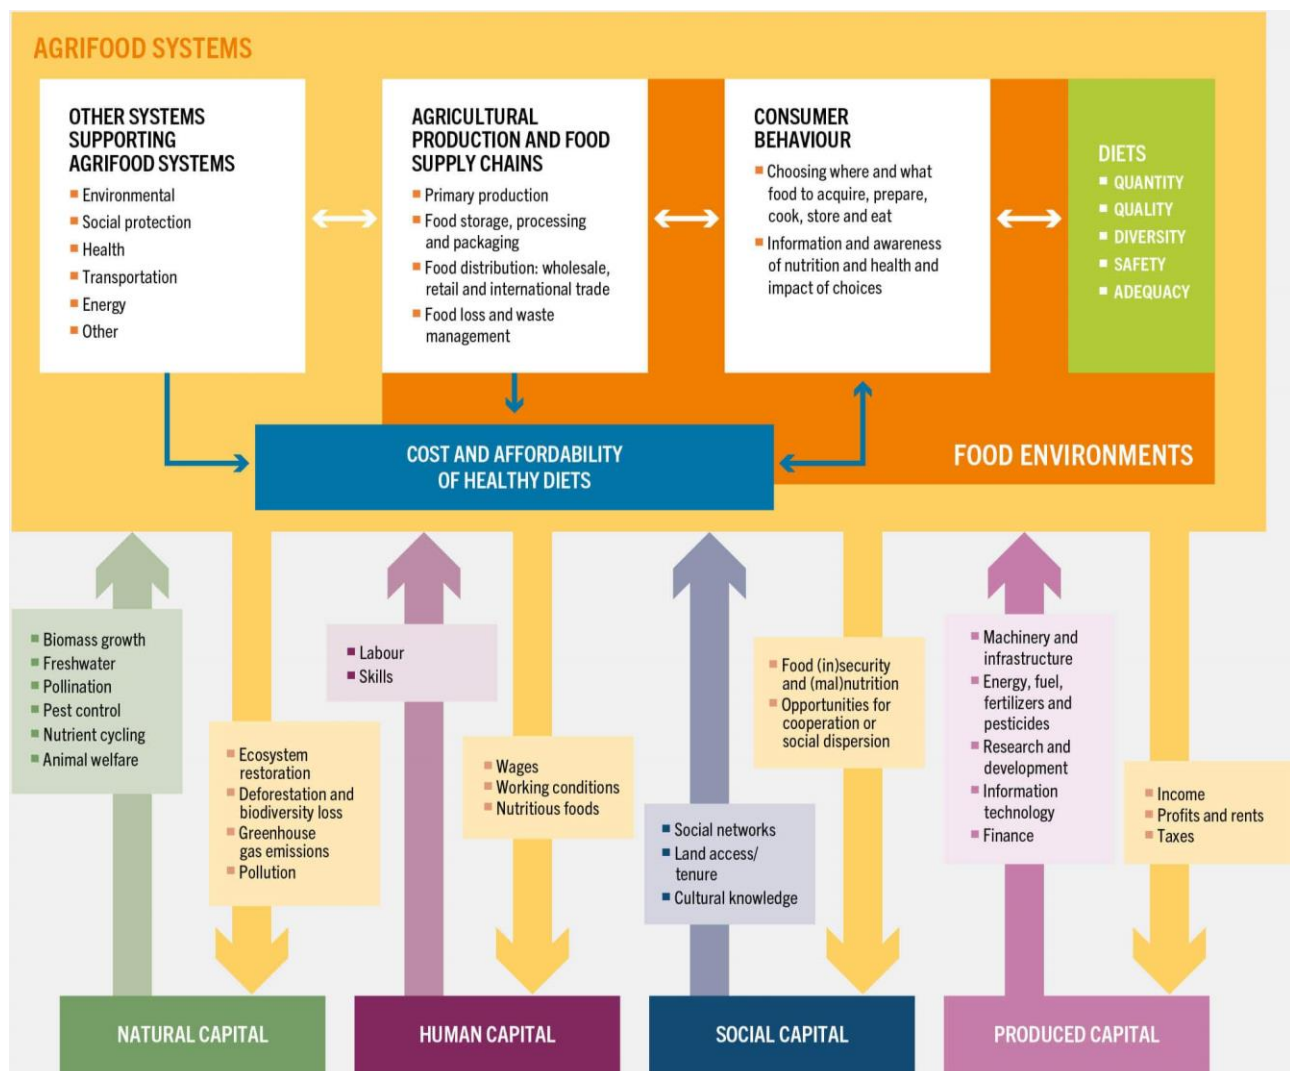 AGRIFOOD SYSTEMS
OTHER SYSTEMS
SUPPORTING
AGRIFOOD SYSTEMS
Environmental
Social protection
Health
Transportation
Energy
Other
AGRICULTURAL
PRODUCTION AND FOOD
SUPPLY CHAINS
Primary production
Food storage, processing
and packaging
Food distribution: wholesale,
retail and international trade
Food loss and waste
management
CONSUMER
BEHAVIOUR
Choosing where and what
food to acquire, prepare,
cook, store and eat
Information and awareness
of nutrition and health and
impact of choices
DIETS
QUANTITY
QUALITY
DIVERSITY
SAFETY
ADEQUACY
COST AND AFFORDABILITY
OF HEALTHY DIETS
FOOD ENVIRONMENTS
Biomass growth
Freshwater
Pollination
Pest control
Nutrient cycling
Animal welfare
Ecosystem
restoration
Deforestation and
biodiversity loss
Greenhouse
gas emissions
Pollution
Labour
Skills
Wages
Working conditions
Nutritious foods
Social networks
Land access/
tenure
Cultural knowledge
Food (in)security
and (mal)nutrition
Opportunities for
cooperation or
social dispersion
Machinery and
infrastructure
Energy, fuel,
fertilizers and
pesticides
Research and
development
Information
technology
Finance
Income
Profits and rents
Taxes
NATURAL CAPITAL
HUMAN CAPITAL
SOCIAL CAPITAL
PRODUCED CAPITAL